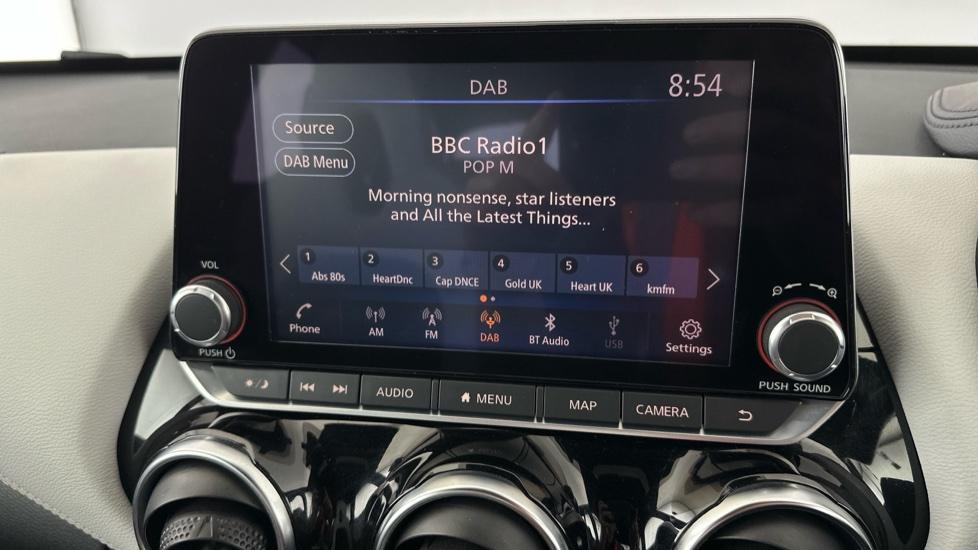 DAB 8:54
Source
DAB Menu
BBC Radio1
POP M
Morning nonsense, star listeners
and All the Latest Things...
1 2 3 4 5 6
Abs 80s HeartDnc Cap DNCE Gold UK Heart UK kmfm
Phone AM FM DAB BT Audio USB Settings
VOL
PUSH
PUSH SOUND
AUDIO MENU MAP CAMERA